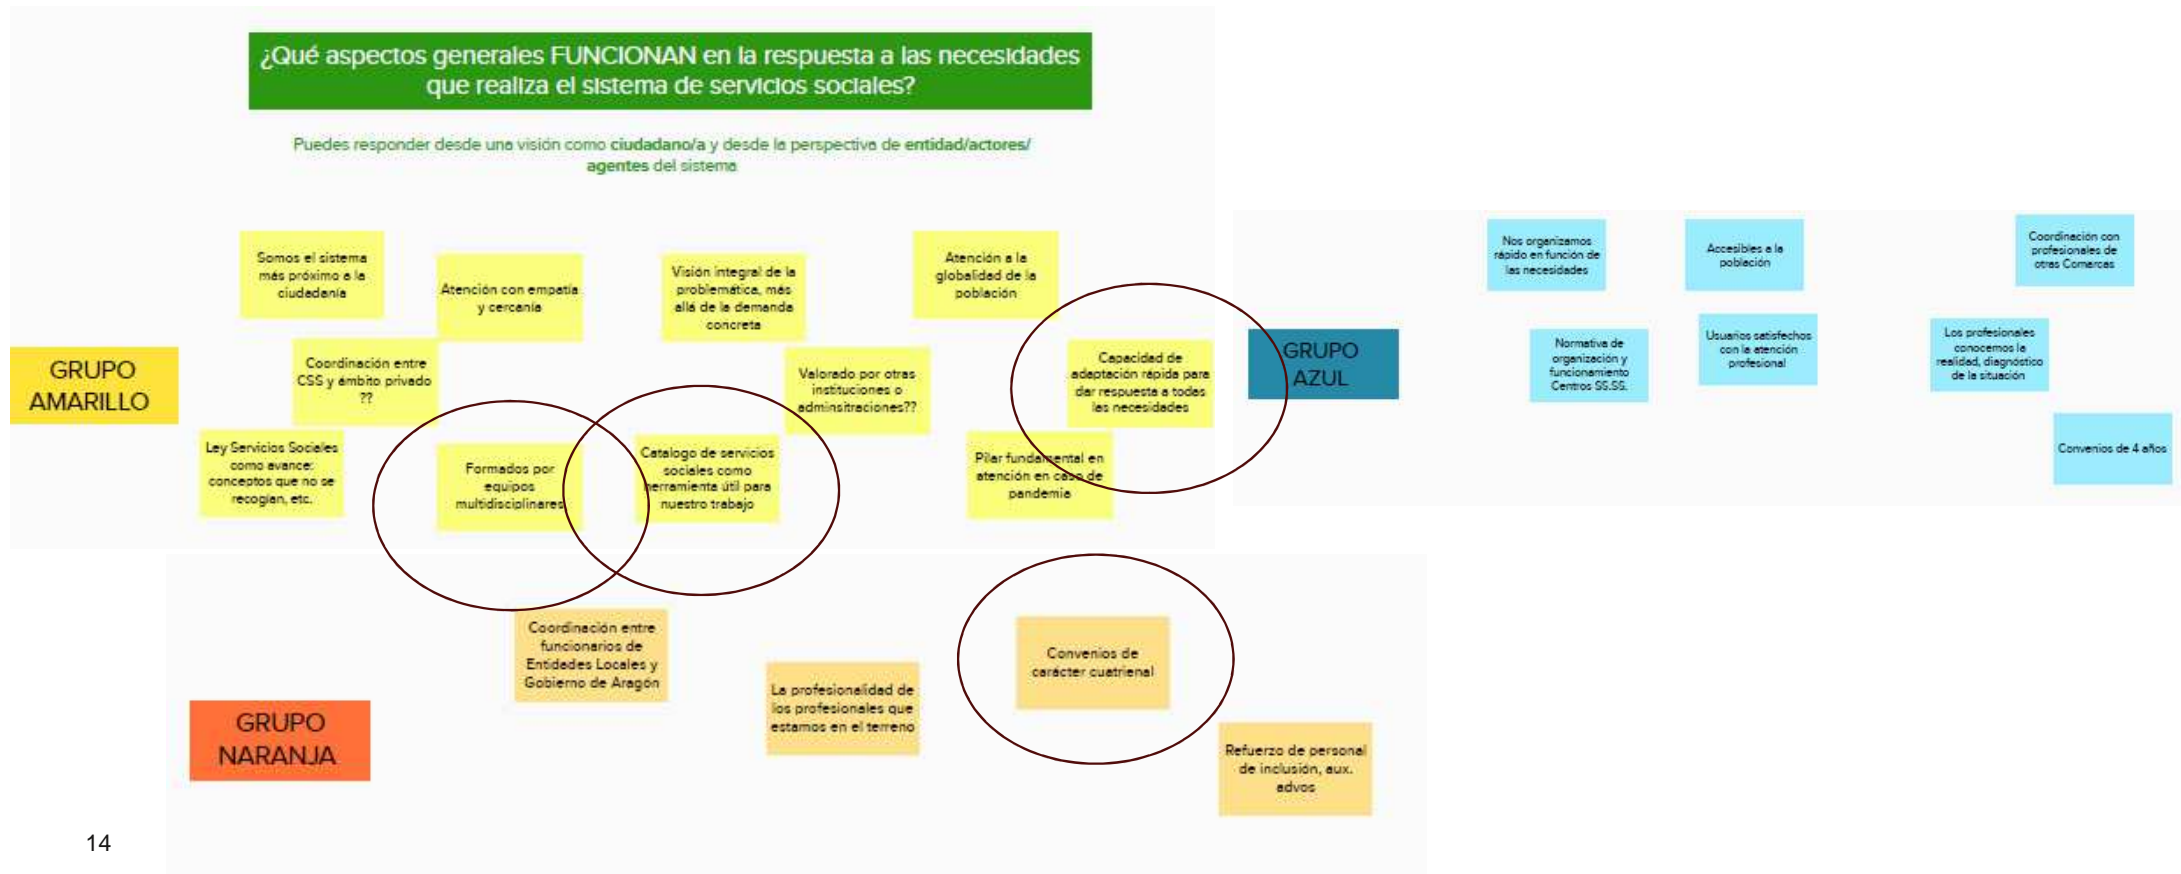 ¿Qué aspectos generales FUNCIONAN en la respuesta a las necesidades
que realiza el sistema de servicios sociales?
Puedes responder desde una visión como ciudadano/a y desde la perspectiva de entidad/actores/
agentes del sistema
GRUPO
AMARILLO
Somos el sistema
más próximo a la
ciudadanía
Atención con empatía
y cercanía
Visión integral de la
problemática, más
allá de la demanda
concreta
Atención a la
globalidad de la
población
Coordinación entre
CSS y ámbito privado
??
Valorado por otras
instituciones o
adminsitraciones??
Capacidad de
adaptación rápida para
dar respuesta a todas
las necesidades
Ley Servicios Sociales
como avance:
conceptos que no se
recogían, etc.
Formados por
equipos
multidisciplinares
Catalogo de servicios
sociales como
herramienta útil para
nuestro trabajo
Pilar fundamental en
atención en caso de
pandemia
GRUPO
AZUL
Nos organizamos
rápido en función de
las necesidades
Accesibles a la
población
Coordinación con
profesionales de
otras Comarcas
Normativa de
organización y
funcionamiento
Centros SS.SS.
Usuarios satisfechos
con la atención
profesional
Los profesionales
conocemos la
realidad, diagnóstico
de la situación
Convenios de 4 años
GRUPO
NARANJA
Coordinación entre
funcionarios de
Entidades Locales y
Gobierno de Aragón
La profesionalidad de
los profesionales que
estamos en el terreno
Convenios de
carácter cuatrienal
Refuerzo de personal
de inclusión, aux.
advos
14